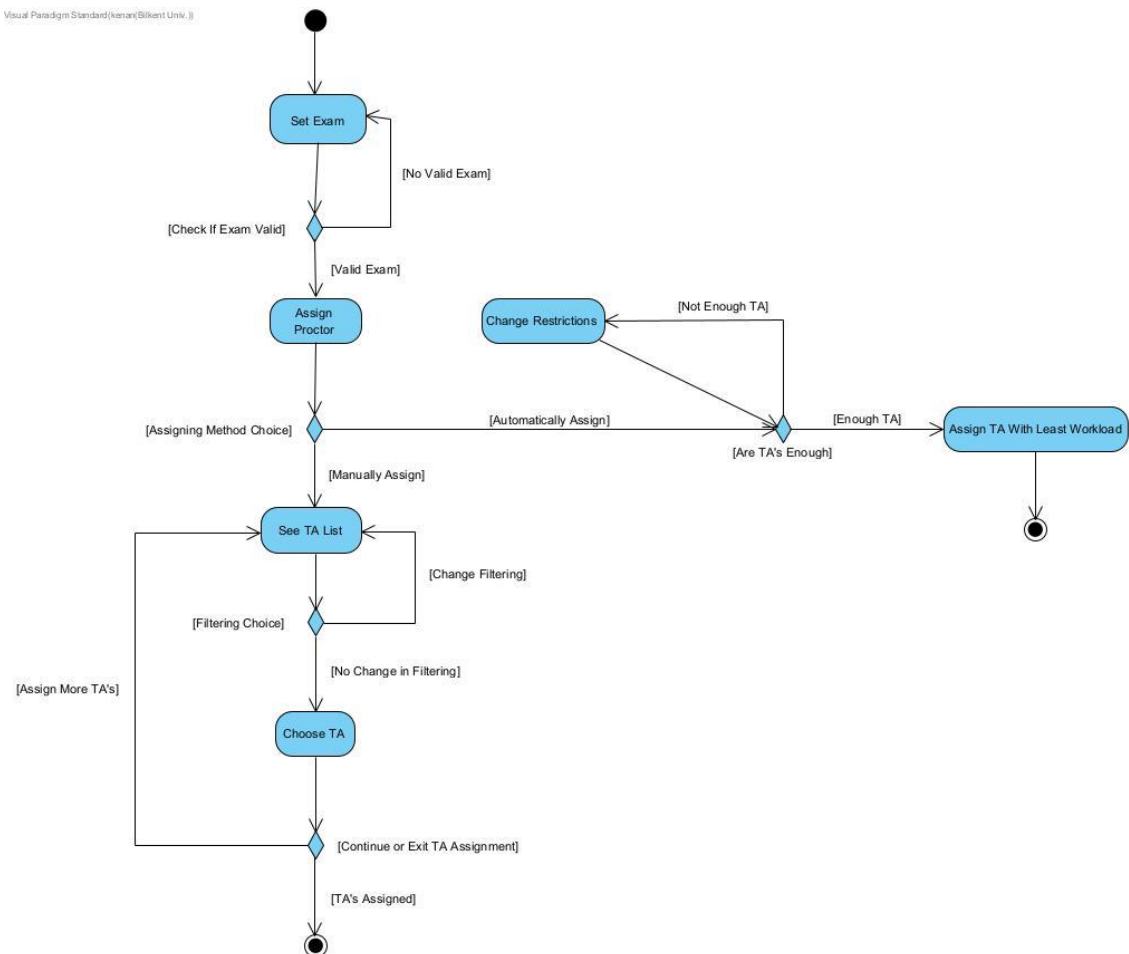 Visual Paradigm Standard(kenan(Bilkent Univ.))
Set Exam
[No Valid Exam]
[Check If Exam Valid]
[Valid Exam]
Assign
Proctor
Change Restrictions
[Not Enough TA]
[Assigning Method Choice]
[Automatically Assign]
[Are TA's Enough]
[Enough TA]
Assign TA With Least Workload
[Manually Assign]
See TA List
[Change Filtering]
[Filtering Choice]
[No Change in Filtering]
[Assign More TA's]
Choose TA
[Continue or Exit TA Assignment]
[TA's Assigned]